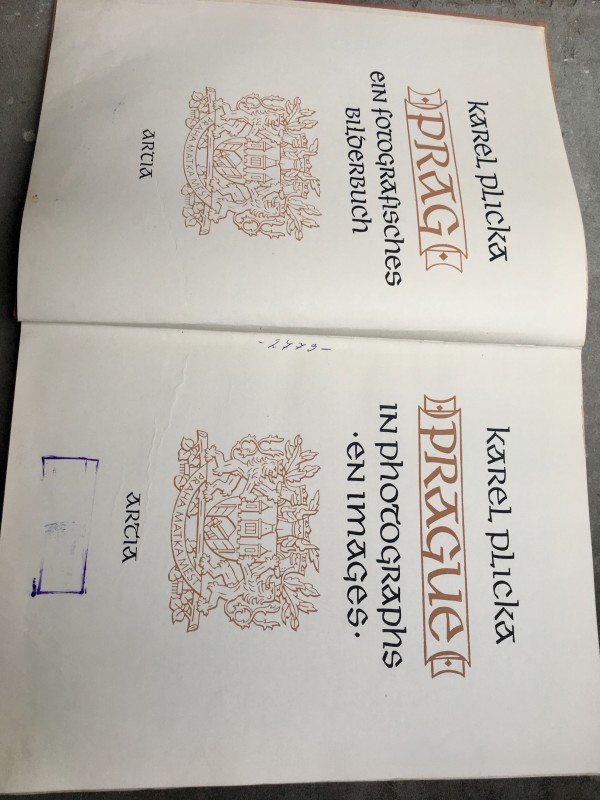 KAREL PLICKA
·PRAG·
EIN FOTOGRAFISCHES
BILDERBUCH
PRAHA MATKA MĚST
ARTIA
KAREL PLICKA
·PRAGUE·
IN PHOTOGRAPHS
·EN IMAGES·
PRAHA MATKA MĚST
ARTIA